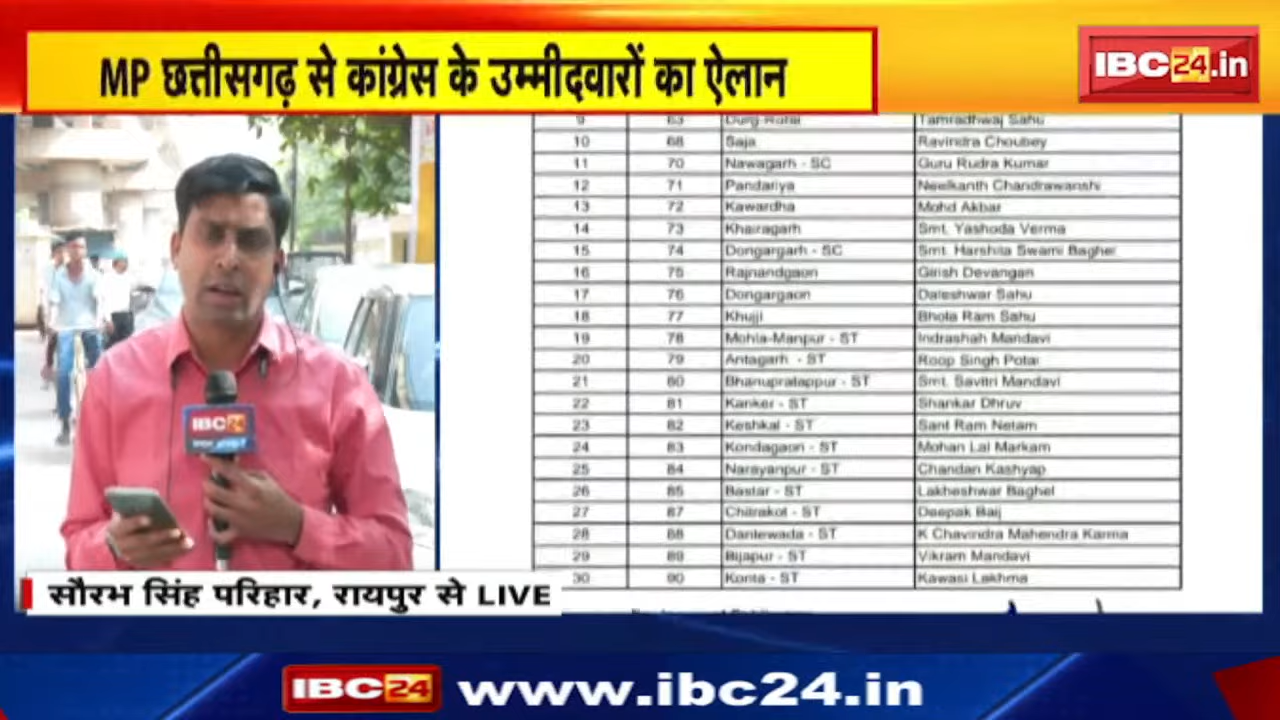 MP छत्तीसगढ़ से कांग्रेस के उम्मीदवारों का ऐलान
IBC24.in
9 63 Durg-Rural Tamradhwaj Sahu
10 68 Saja Ravindra Choubey
11 70 Nawagarh - SC Guru Rudra Kumar
12 71 Pandariya Neelkanth Chandrawanshi
13 72 Kawardha Mohd Akbar
14 73 Khairagarh Smt. Yashoda Verma
15 74 Dongargarh - SC Smt. Harshita Swami Baghel
16 75 Rajnandgaon Girish Devangan
17 76 Dongargaon Daleshwar Sahu
18 77 Khujji Bhola Ram Sahu
19 78 Mohla-Manpur - ST Indrashah Mandavi
20 79 Antagarh - ST Roop Singh Potai
21 80 Bhanupratappur - ST Smt. Savitri Mandavi
22 81 Kanker - ST Shankar Dhruv
23 82 Keshkal - ST Sant Ram Netam
24 83 Kondagaon - ST Mohan Lal Markam
25 84 Narayanpur - ST Chandan Kashyap
26 85 Bastar - ST Lakheshwar Baghel
27 87 Chitrakot - ST Deepak Baij
28 88 Dantewada - ST K Chavindra Mahendra Karma
29 89 Bijapur - ST Vikram Mandavi
30 90 Konta - ST Kawasi Lakhma
IBC24
सौरभ सिंह परिहार, रायपुर से LIVE
IBC24 www.ibc24.in